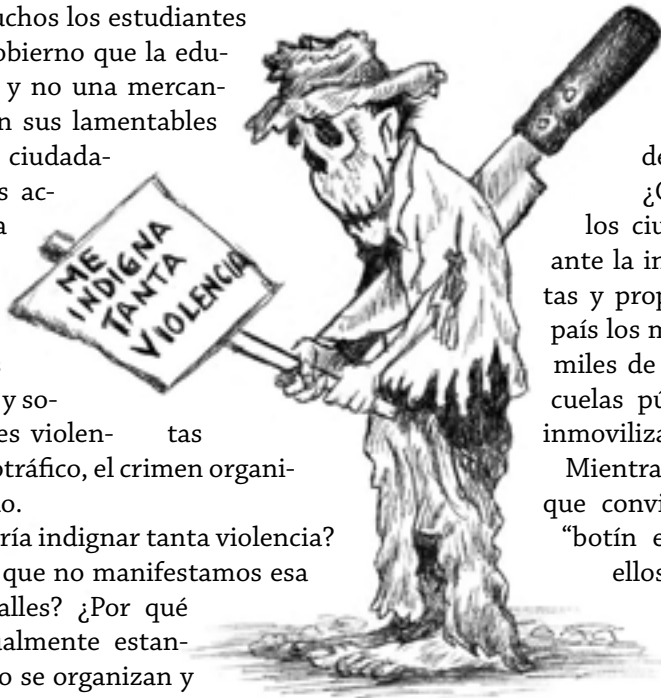 uchos los estudiantes
obierno que la edu-
y no una mercan-
n sus lamentables
ciudada-
s ac-
a
y so-
es violen- tas
otráfico, el crimen organi-
o.
ría indignar tanta violencia?
que no manifestamos esa
alles? ¿Por qué
ualmente estan-
o se organizan y
ME
INDIGNA
TANTA
VIOLENCIA
de
los ciu
ante la in
tas y prop
país los m
miles de
cuelas pú
inmoviliza
Mientra
que convi
“botín e
ellos